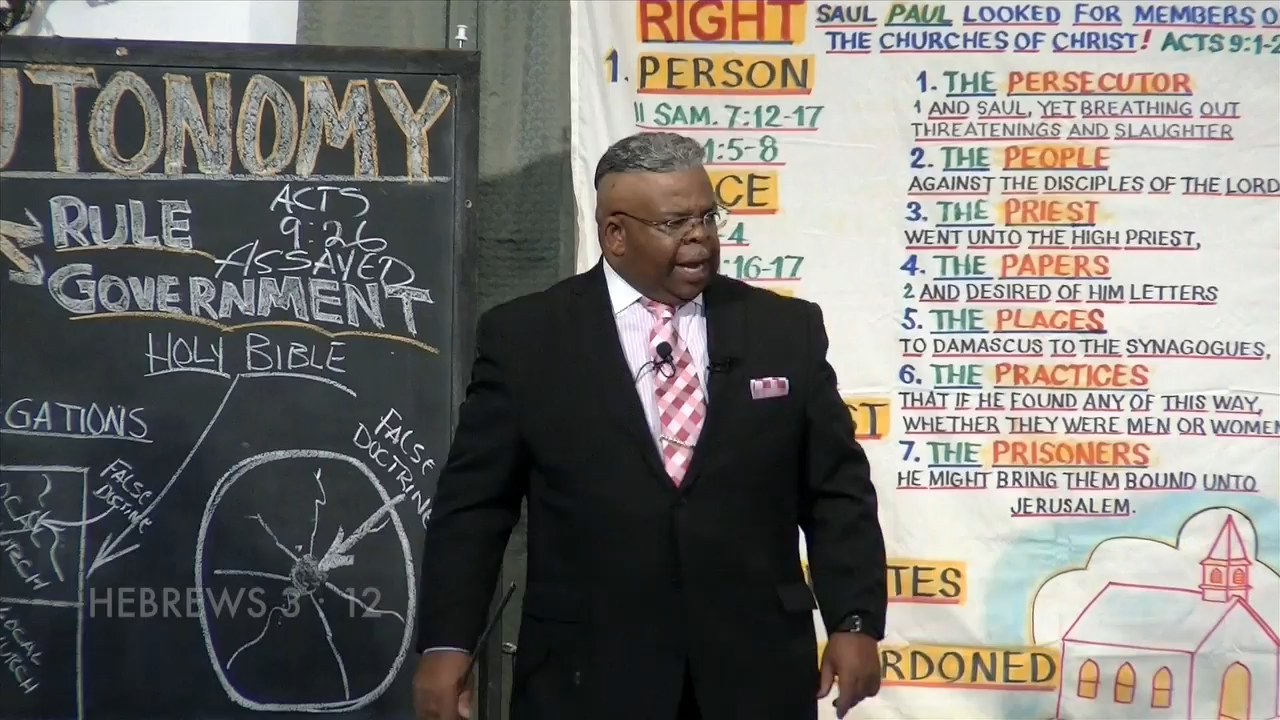 UTONOMY
RULE
ACTS
9:26
ASSAYED
GOVERNMENT
HOLY BIBLE
GATIONS
FALSE
DOCTRINE
FALSE
DOCTRINE
OCAL
URCH
LOCAL
URCH
HEBREWS 3 : 12
RIGHT
1. PERSON
II SAM. 7:12-17
1:5-8
CE
4
:16-17
ST
TES
RDONED
SAUL PAUL LOOKED FOR MEMBERS O
THE CHURCHES OF CHRIST! ACTS 9:1-2
1. THE PERSECUTOR
1 AND SAUL, YET BREATHING OUT
THREATENINGS AND SLAUGHTER
2. THE PEOPLE
AGAINST THE DISCIPLES OF THE LORD
3. THE PRIEST
WENT UNTO THE HIGH PRIEST,
4. THE PAPERS
2 AND DESIRED OF HIM LETTERS
5. THE PLACES
TO DAMASCUS TO THE SYNAGOGUES,
6. THE PRACTICES
THAT IF HE FOUND ANY OF THIS WAY,
WHETHER THEY WERE MEN OR WOMEN
7. THE PRISONERS
HE MIGHT BRING THEM BOUND UNTO
JERUSALEM.